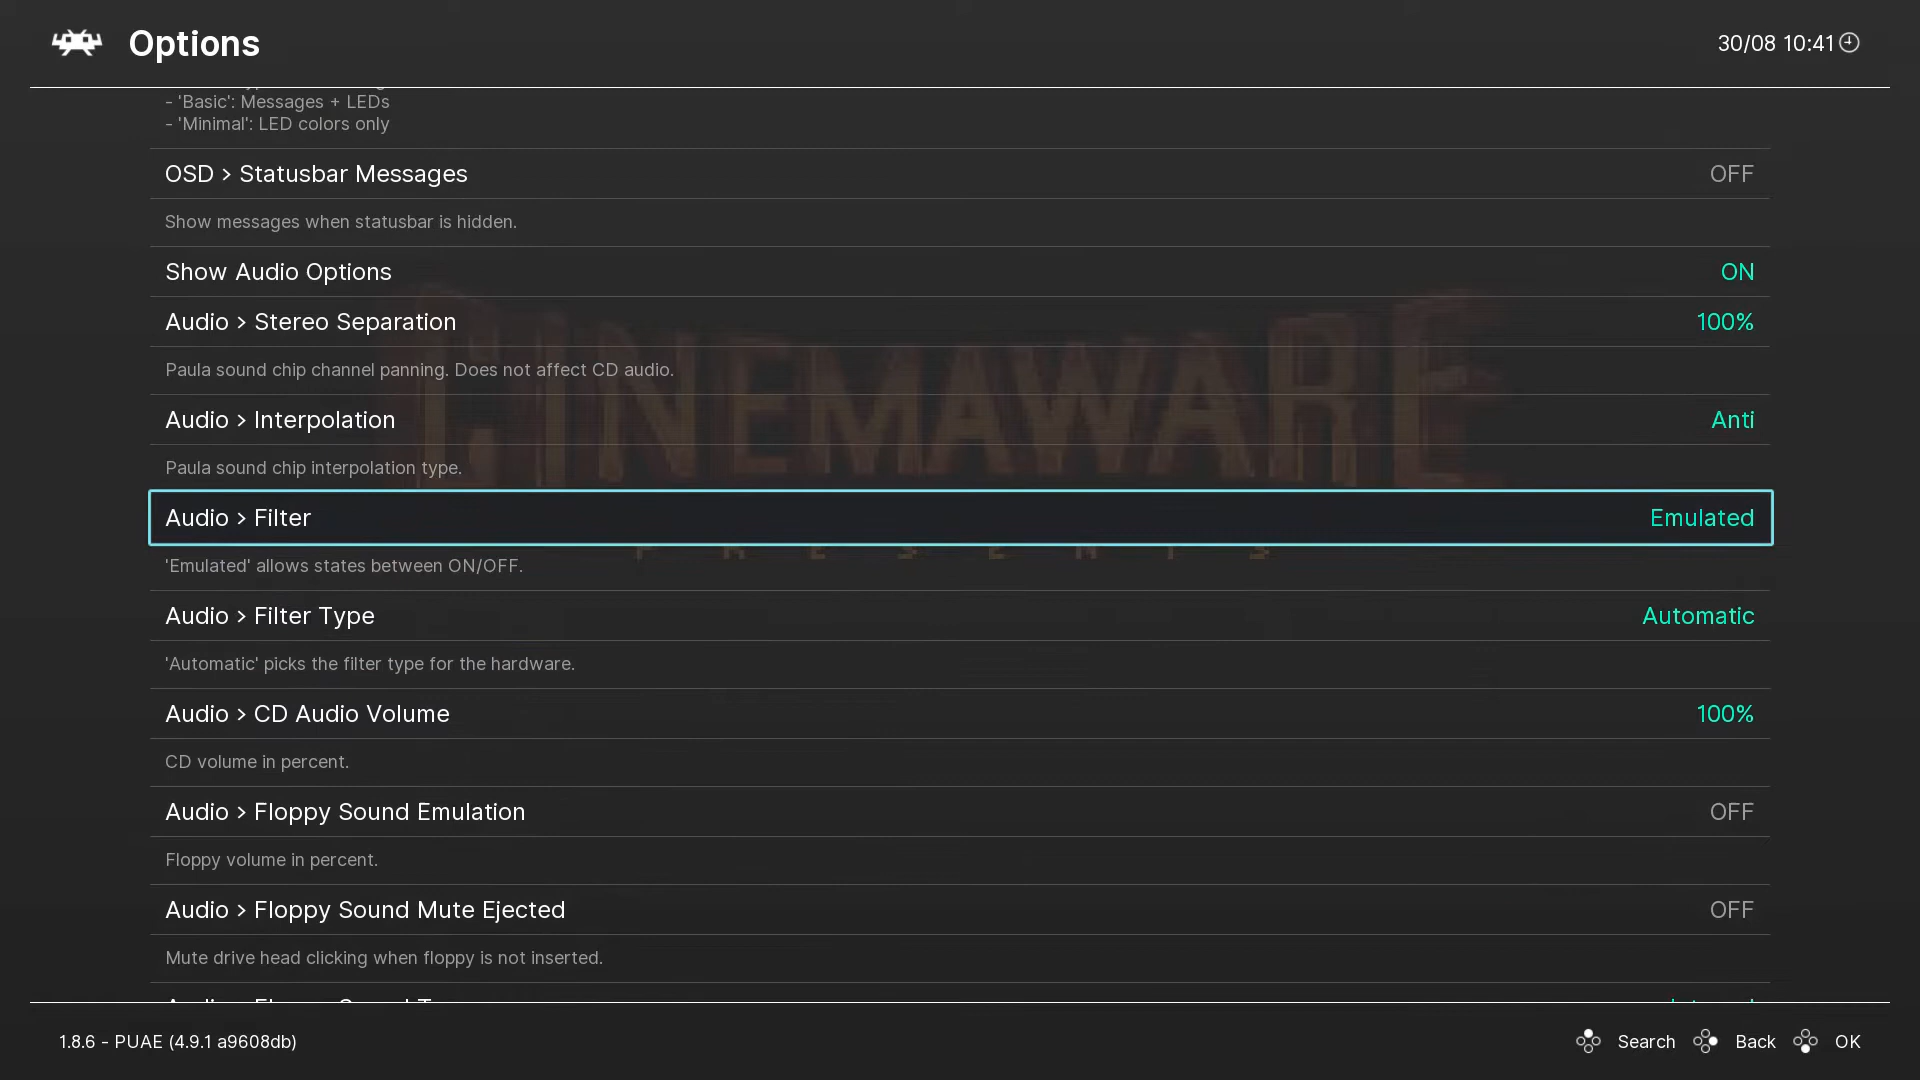 Options
30/08 10:41
- 'Basic': Messages + LEDs
- 'Minimal': LED colors only
OSD > Statusbar Messages OFF
Show messages when statusbar is hidden.
Show Audio Options ON
Audio > Stereo Separation 100%
Paula sound chip channel panning. Does not affect CD audio.
CINEMAWARE
Audio > Interpolation Anti
Paula sound chip interpolation type.
Audio > Filter Emulated
PRESENTS
'Emulated' allows states between ON/OFF.
Audio > Filter Type Automatic
'Automatic' picks the filter type for the hardware.
Audio > CD Audio Volume 100%
CD volume in percent.
Audio > Floppy Sound Emulation OFF
Floppy volume in percent.
Audio > Floppy Sound Mute Ejected OFF
Mute drive head clicking when floppy is not inserted.
1.8.6 - PUAE (4.9.1 a9608db)
Search Back OK